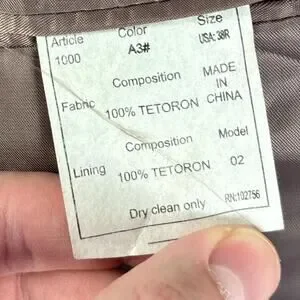 Article Color Size
1000 A3# USA: 38R
Composition MADE
Fabric IN
100% TETORON CHINA
Composition Model
Lining
100% TETORON 02
Dry clean only RN:102756